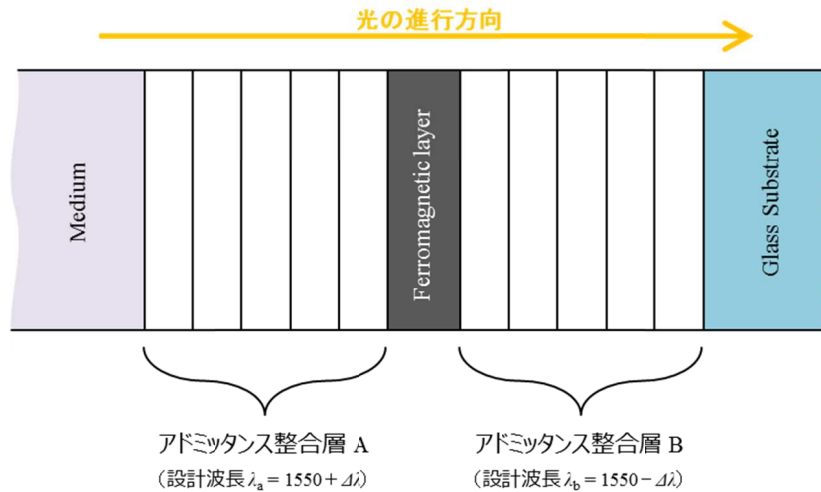 光の進行方向
Medium
Ferromagnetic layer
Glass Substrate
アドミッタンス整合層 A
(設計波長 λa = 1550 + Δλ)
アドミッタンス整合層 B
(設計波長 λb = 1550 − Δλ)